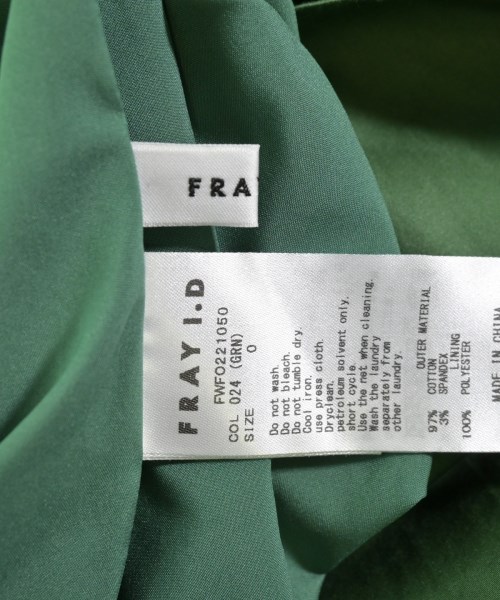 FRA
FRAY I.D
FWFO221050
COL 024 (GRN)
SIZE 0
Do not wash.
Do not bleach.
Do not tumble dry.
Cool iron.
use press cloth.
Dryclean.
petroleum solvent only.
short cycle.
Use the net when cleaning.
Wash the laundry
separately from
other laundry.
OUTER MATERIAL
97% COTTON
3% SPANDEX
LINING
100% POLYESTER
MADE IN CHINA